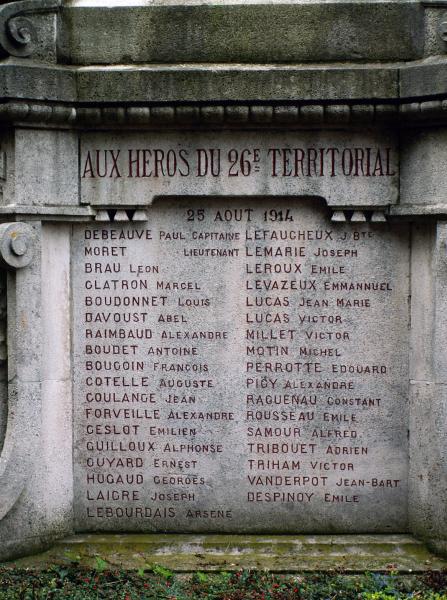 AUX HEROS DU 26E TERRITORIAL
25 AOUT 1914
DEBEAUVE PAUL CAPITAINE
MORET LIEUTENANT
BRAU LEON
GLATRON MARCEL
BOUDONNET LOUIS
DAVOUST ABEL
RAIMBAUD ALEXANDRE
BOUDET ANTOINE
BOUGOIN FRANCOIS
COTELLE AUGUSTE
COULANGE JEAN
FORVEILLE ALEXANDRE
GESLOT EMILIEN
GUILLOUX ALPHONSE
GUYARD ERNEST
HUGAUD GEORGES
LAIGRE JOSEPH
LEBOURDAIS ARSENE
LEFAUCHEUX J. BTE
LEMARIE JOSEPH
LEROUX EMILE
LEVAZEUX EMMANNUEL
LUCAS JEAN MARIE
LUCAS VICTOR
MILLET VICTOR
MOTIN MICHEL
PERROTTE EDOUARD
PIGY ALEXANDRE
RAGUENAU CONSTANT
ROUSSEAU EMILE
SAMOUR ALFRED
TRIBOUET ADRIEN
TRIHAM VICTOR
VANDERPOT JEAN-BART
DESPINOY EMILE